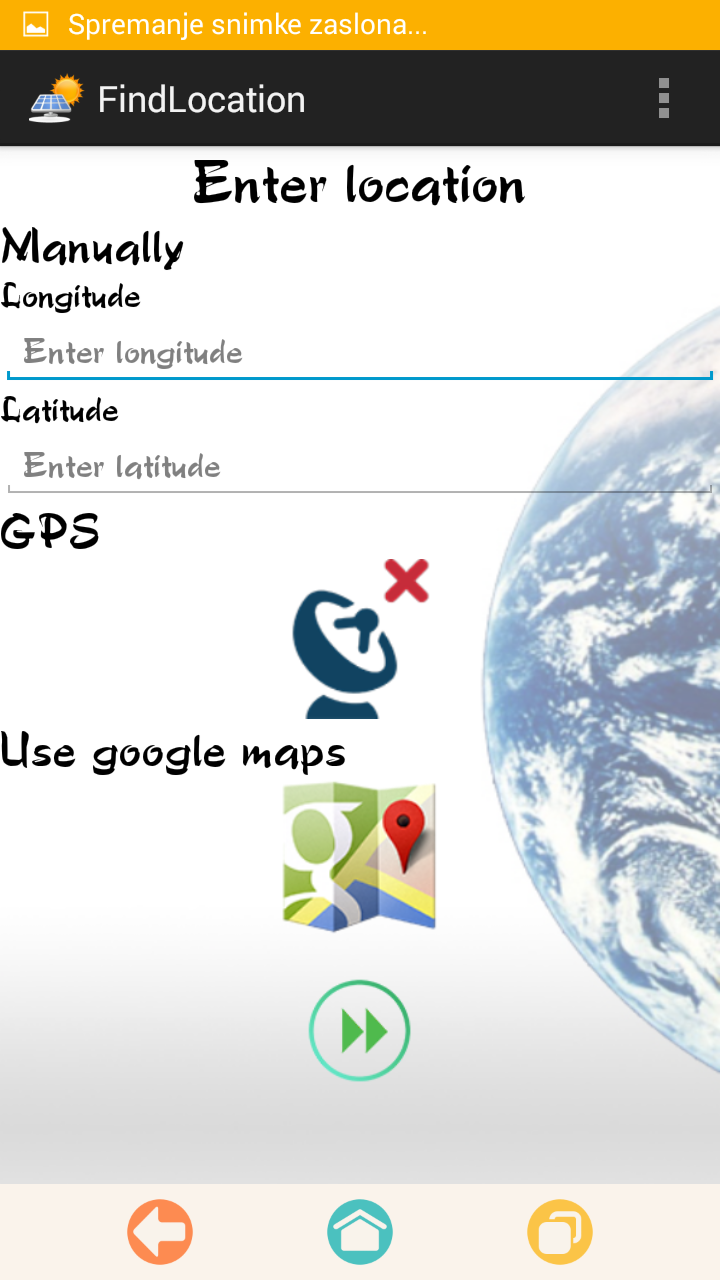 Spremanje snimke zaslona...
FindLocation
Enter location
Manually
Longitude
Enter longitude
Latitude
Enter latitude
GPS
Use google maps
g